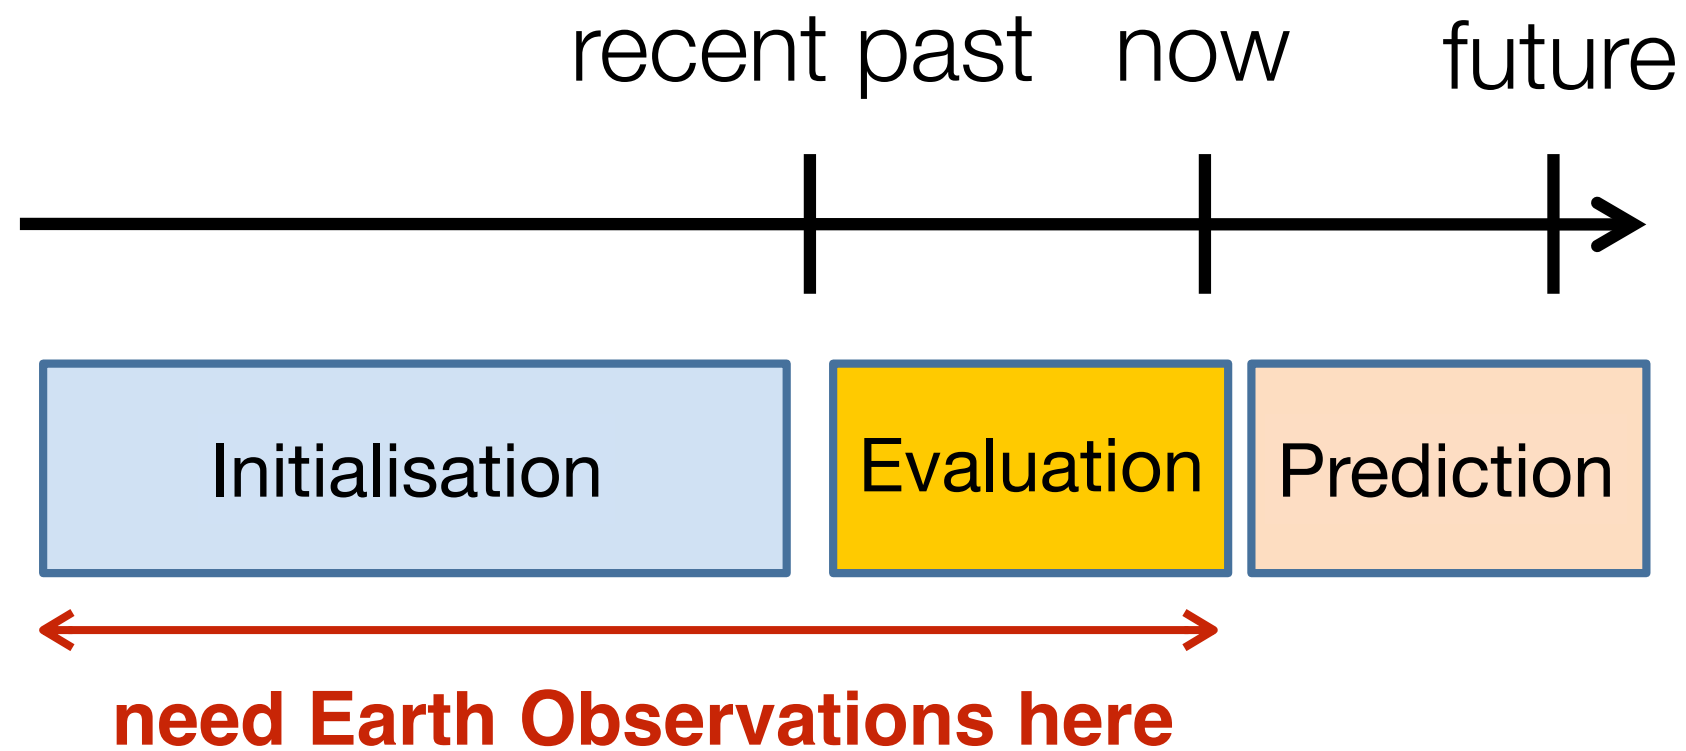 recent past now future
Initialisation Evaluation Prediction
need Earth Observations here